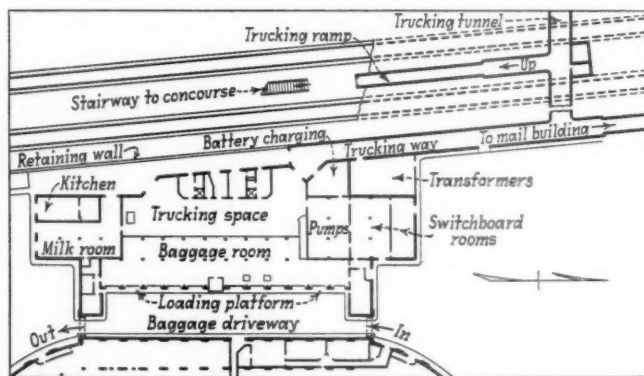 Trucking tunnel
Trucking ramp
Up
Stairway to concourse
Battery charging
To mail building
Trucking way
Retaining wall
Kitchen
Transformers
Trucking space
Pumps
Switchboard
rooms
Milk room
Baggage room
Loading platform
Out
Baggage driveway
In